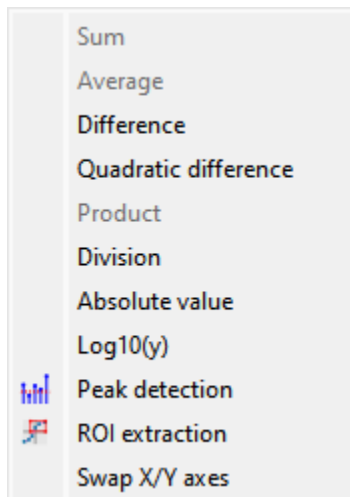 Sum
Average
Difference
Quadratic difference
Product
Division
Absolute value
Log10(y)
Peak detection
ROI extraction
Swap X/Y axes